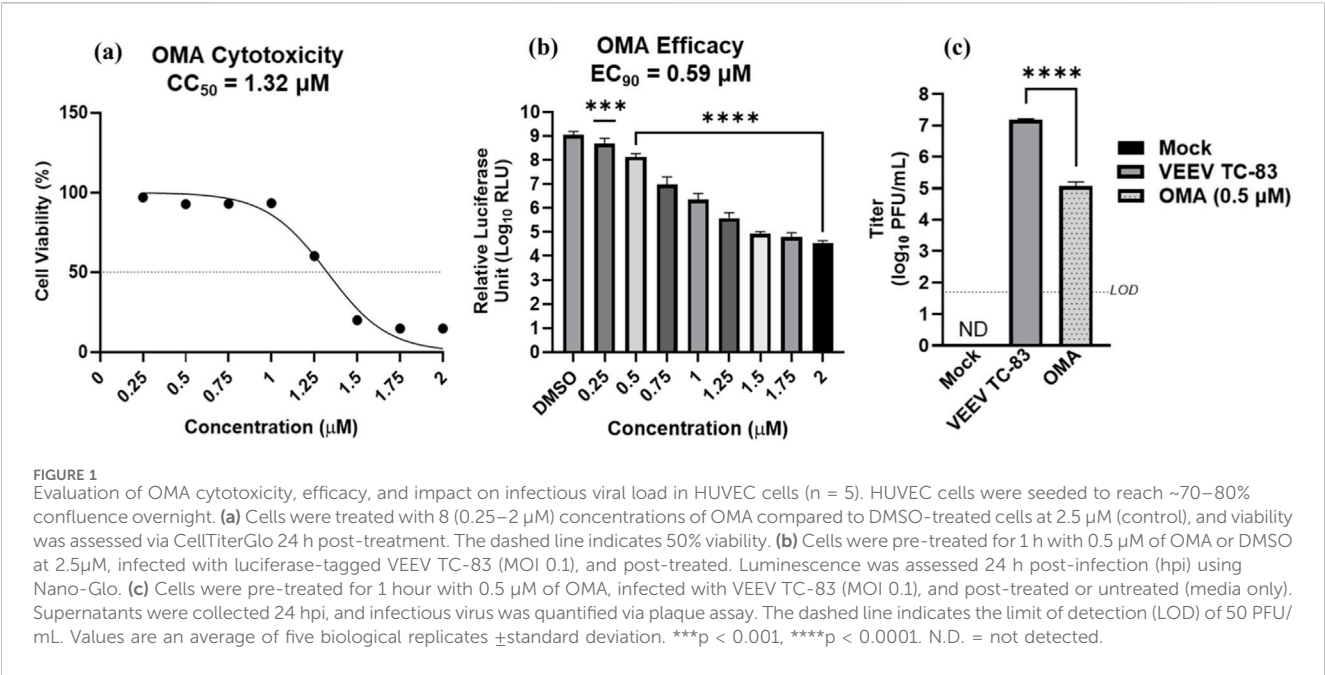 (a)
OMA Cytotoxicity
CC50 = 1.32 μM
150
100
50
0
Cell Viability (%)
0
0.25
0.5
0.75
1
1.25
1.5
1.75
2
Concentration (μM)
(b)
OMA Efficacy
EC90 = 0.59 μM
***
****
10
9
8
7
6
5
4
3
2
1
0
Relative Luciferase
Unit (Log10 RLU)
DMSO
0.25
0.5
0.75
1
1.25
1.5
1.75
2
Concentration (μM)
(c)
****
8
7
6
5
4
3
2
1
0
Titer
(log10 PFU/mL)
LOD
ND
Mock
VEEV TC-83
OMA
Mock
VEEV TC-83
OMA (0.5 μM)
FIGURE 1
Evaluation of OMA cytotoxicity, efficacy, and impact on infectious viral load in HUVEC cells (n = 5). HUVEC cells were seeded to reach ~70–80%
confluence overnight. (a) Cells were treated with 8 (0.25–2 μM) concentrations of OMA compared to DMSO-treated cells at 2.5 μM (control), and viability
was assessed via CellTiterGlo 24 h post-treatment. The dashed line indicates 50% viability. (b) Cells were pre-treated for 1 h with 0.5 μM of OMA or DMSO
at 2.5μM, infected with luciferase-tagged VEEV TC-83 (MOI 0.1), and post-treated. Luminescence was assessed 24 h post-infection (hpi) using
Nano-Glo. (c) Cells were pre-treated for 1 hour with 0.5 μM of OMA, infected with VEEV TC-83 (MOI 0.1), and post-treated or untreated (media only).
Supernatants were collected 24 hpi, and infectious virus was quantified via plaque assay. The dashed line indicates the limit of detection (LOD) of 50 PFU/
mL. Values are an average of five biological replicates ±standard deviation. ***p < 0.001, ****p < 0.0001. N.D. = not detected.